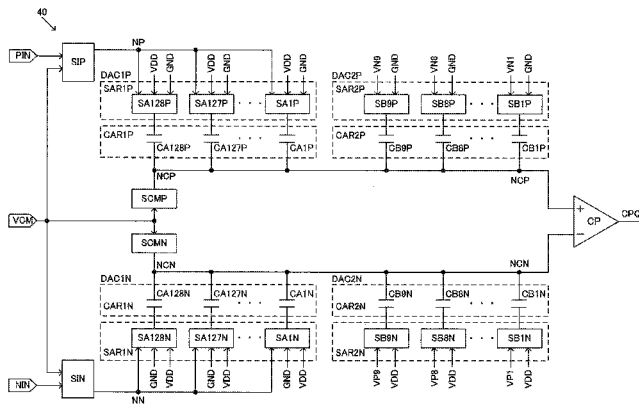 40
PIN
SIP
NP
VDD GND VDD GND VDD GND
VN9 GND VN8 GND VN1 GND
DAC1P
SAR1P
SA128P SA127P · · · SA1P
DAC2P
SAR2P
SB9P SB8P · · · SB1P
CAR1P
CA128P CA127P · · · CA1P
CAR2P
CB9P CB8P · · · CB1P
NCP NCP
SCMP
VCM
+
−
CP
CPQ
SCMN
NCN NCN
DAC1N
CAR1N
CA128N CA127N · · · CA1N
DAC2N
CAR2N
CB9N CB8N · · · CB1N
SAR1N
SA128N SA127N · · · SA1N
SAR2N
SB9N SB8N · · · SB1N
GND VDD GND VDD GND VDD
VP9 VDD VP8 VDD VP1 VDD
NIN
SIN
NN